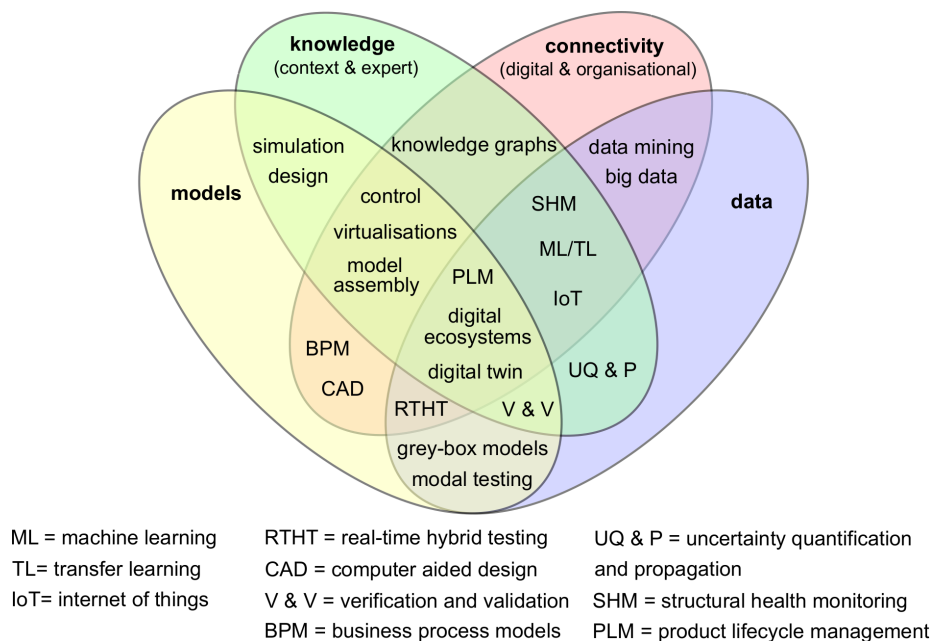 knowledge
(context & expert)
connectivity
(digital & organisational)
models
data
simulation
design
knowledge graphs
data mining
big data
control
virtualisations
model
assembly
SHM
ML/TL
IoT
PLM
digital
ecosystems
digital twin
BPM
CAD
UQ & P
RTHT
V & V
grey-box models
modal testing
ML = machine learning
TL= transfer learning
IoT= internet of things
RTHT = real-time hybrid testing
CAD = computer aided design
V & V = verification and validation
BPM = business process models
UQ & P = uncertainty quantification
and propagation
SHM = structural health monitoring
PLM = product lifecycle management